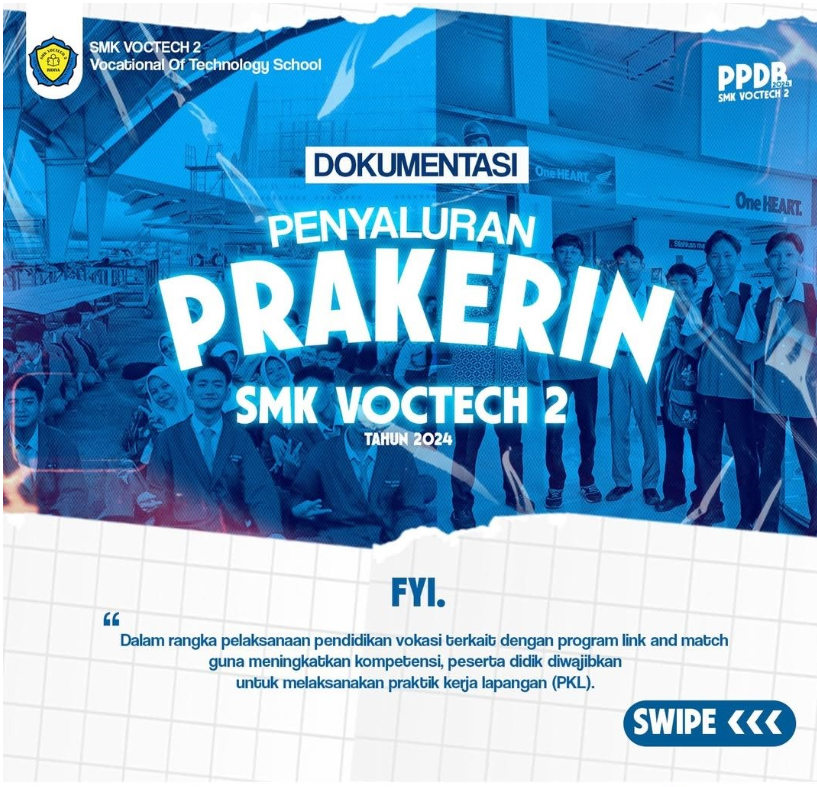 SMK VOCTECH 2
Vocational Of Technology School
PPDB
2024
SMK VOCTECH 2
DOKUMENTASI
One HEART.
One HEART.
PENYALURAN
PRAKERIN
SMK VOCTECH 2
TAHUN 2024
FYI.
“
Dalam rangka pelaksanaan pendidikan vokasi terkait dengan program link and match
guna meningkatkan kompetensi, peserta didik diwajibkan
untuk melaksanakan praktik kerja lapangan (PKL).
SWIPE <<<